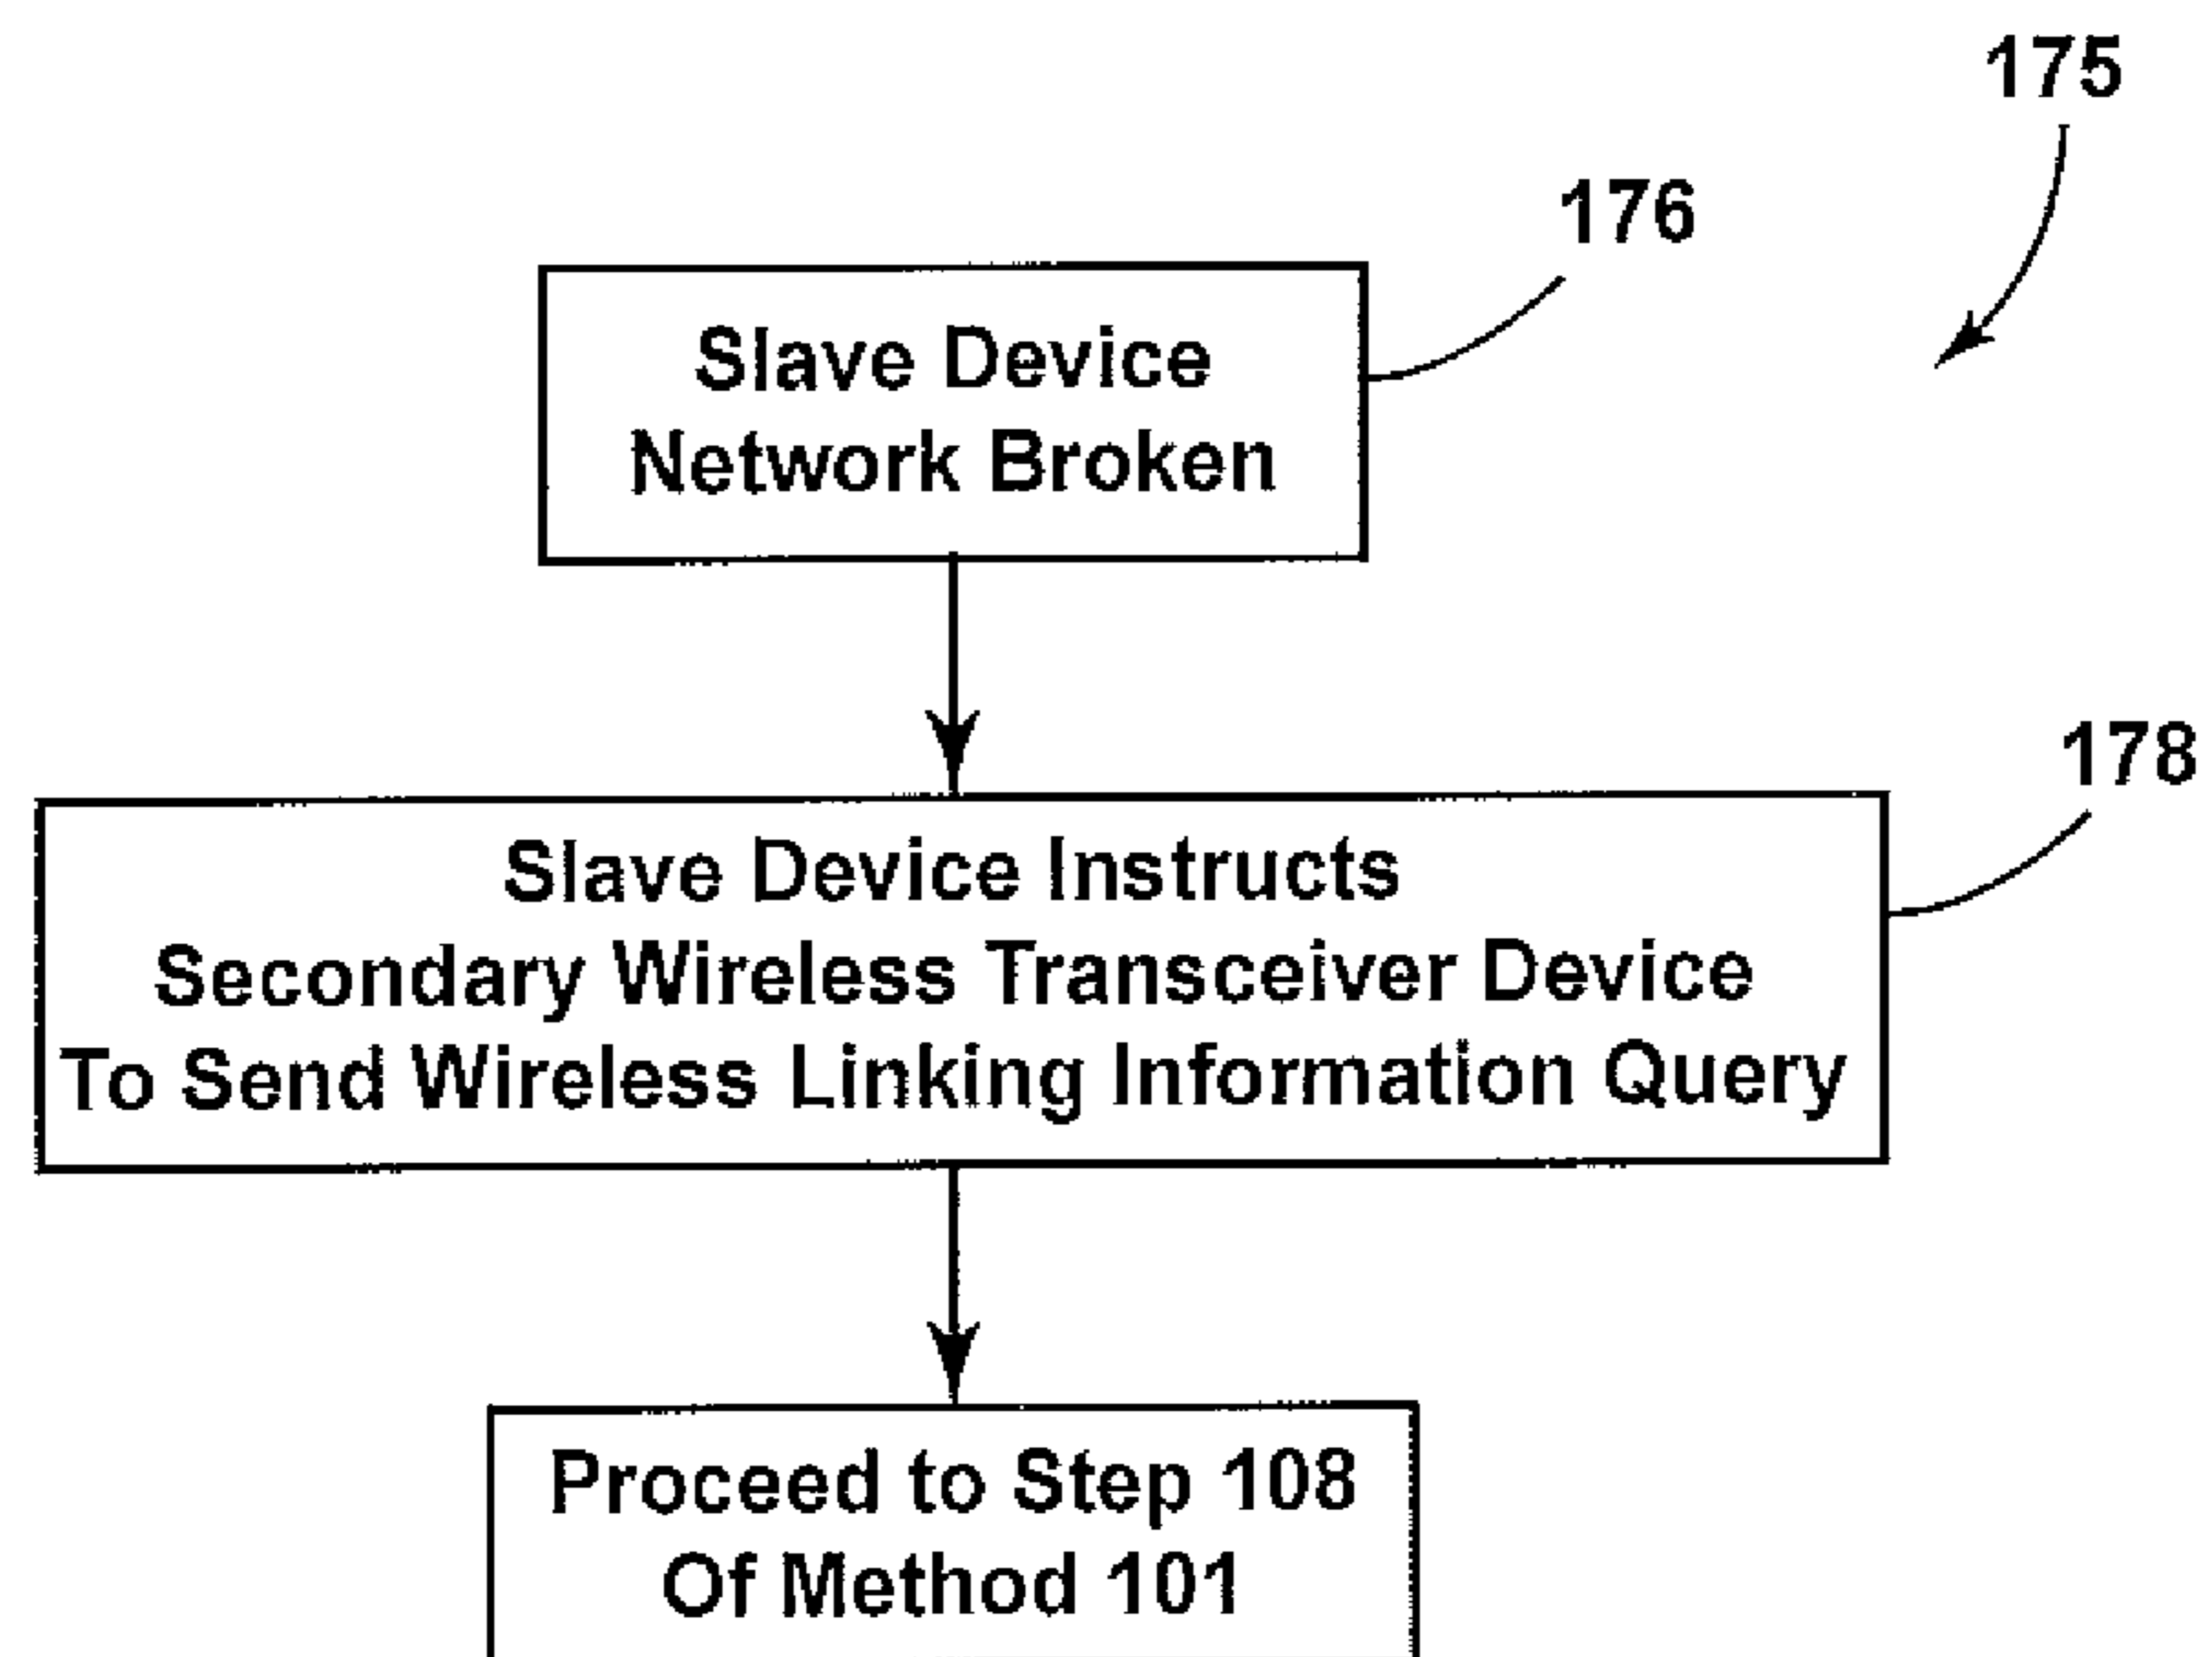 175
176
Slave Device
Network Broken
178
Slave Device Instructs
Secondary Wireless Transceiver Device
To Send Wireless Linking Information Query
Proceed to Step 108
Of Method 101